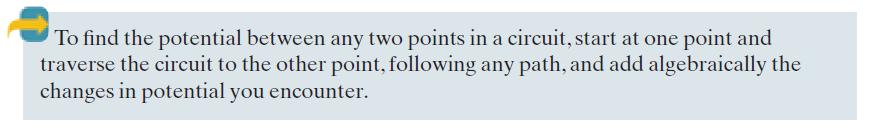 To find the potential between any two points in a circuit, start at one point and
traverse the circuit to the other point, following any path, and add algebraically the
changes in potential you encounter.